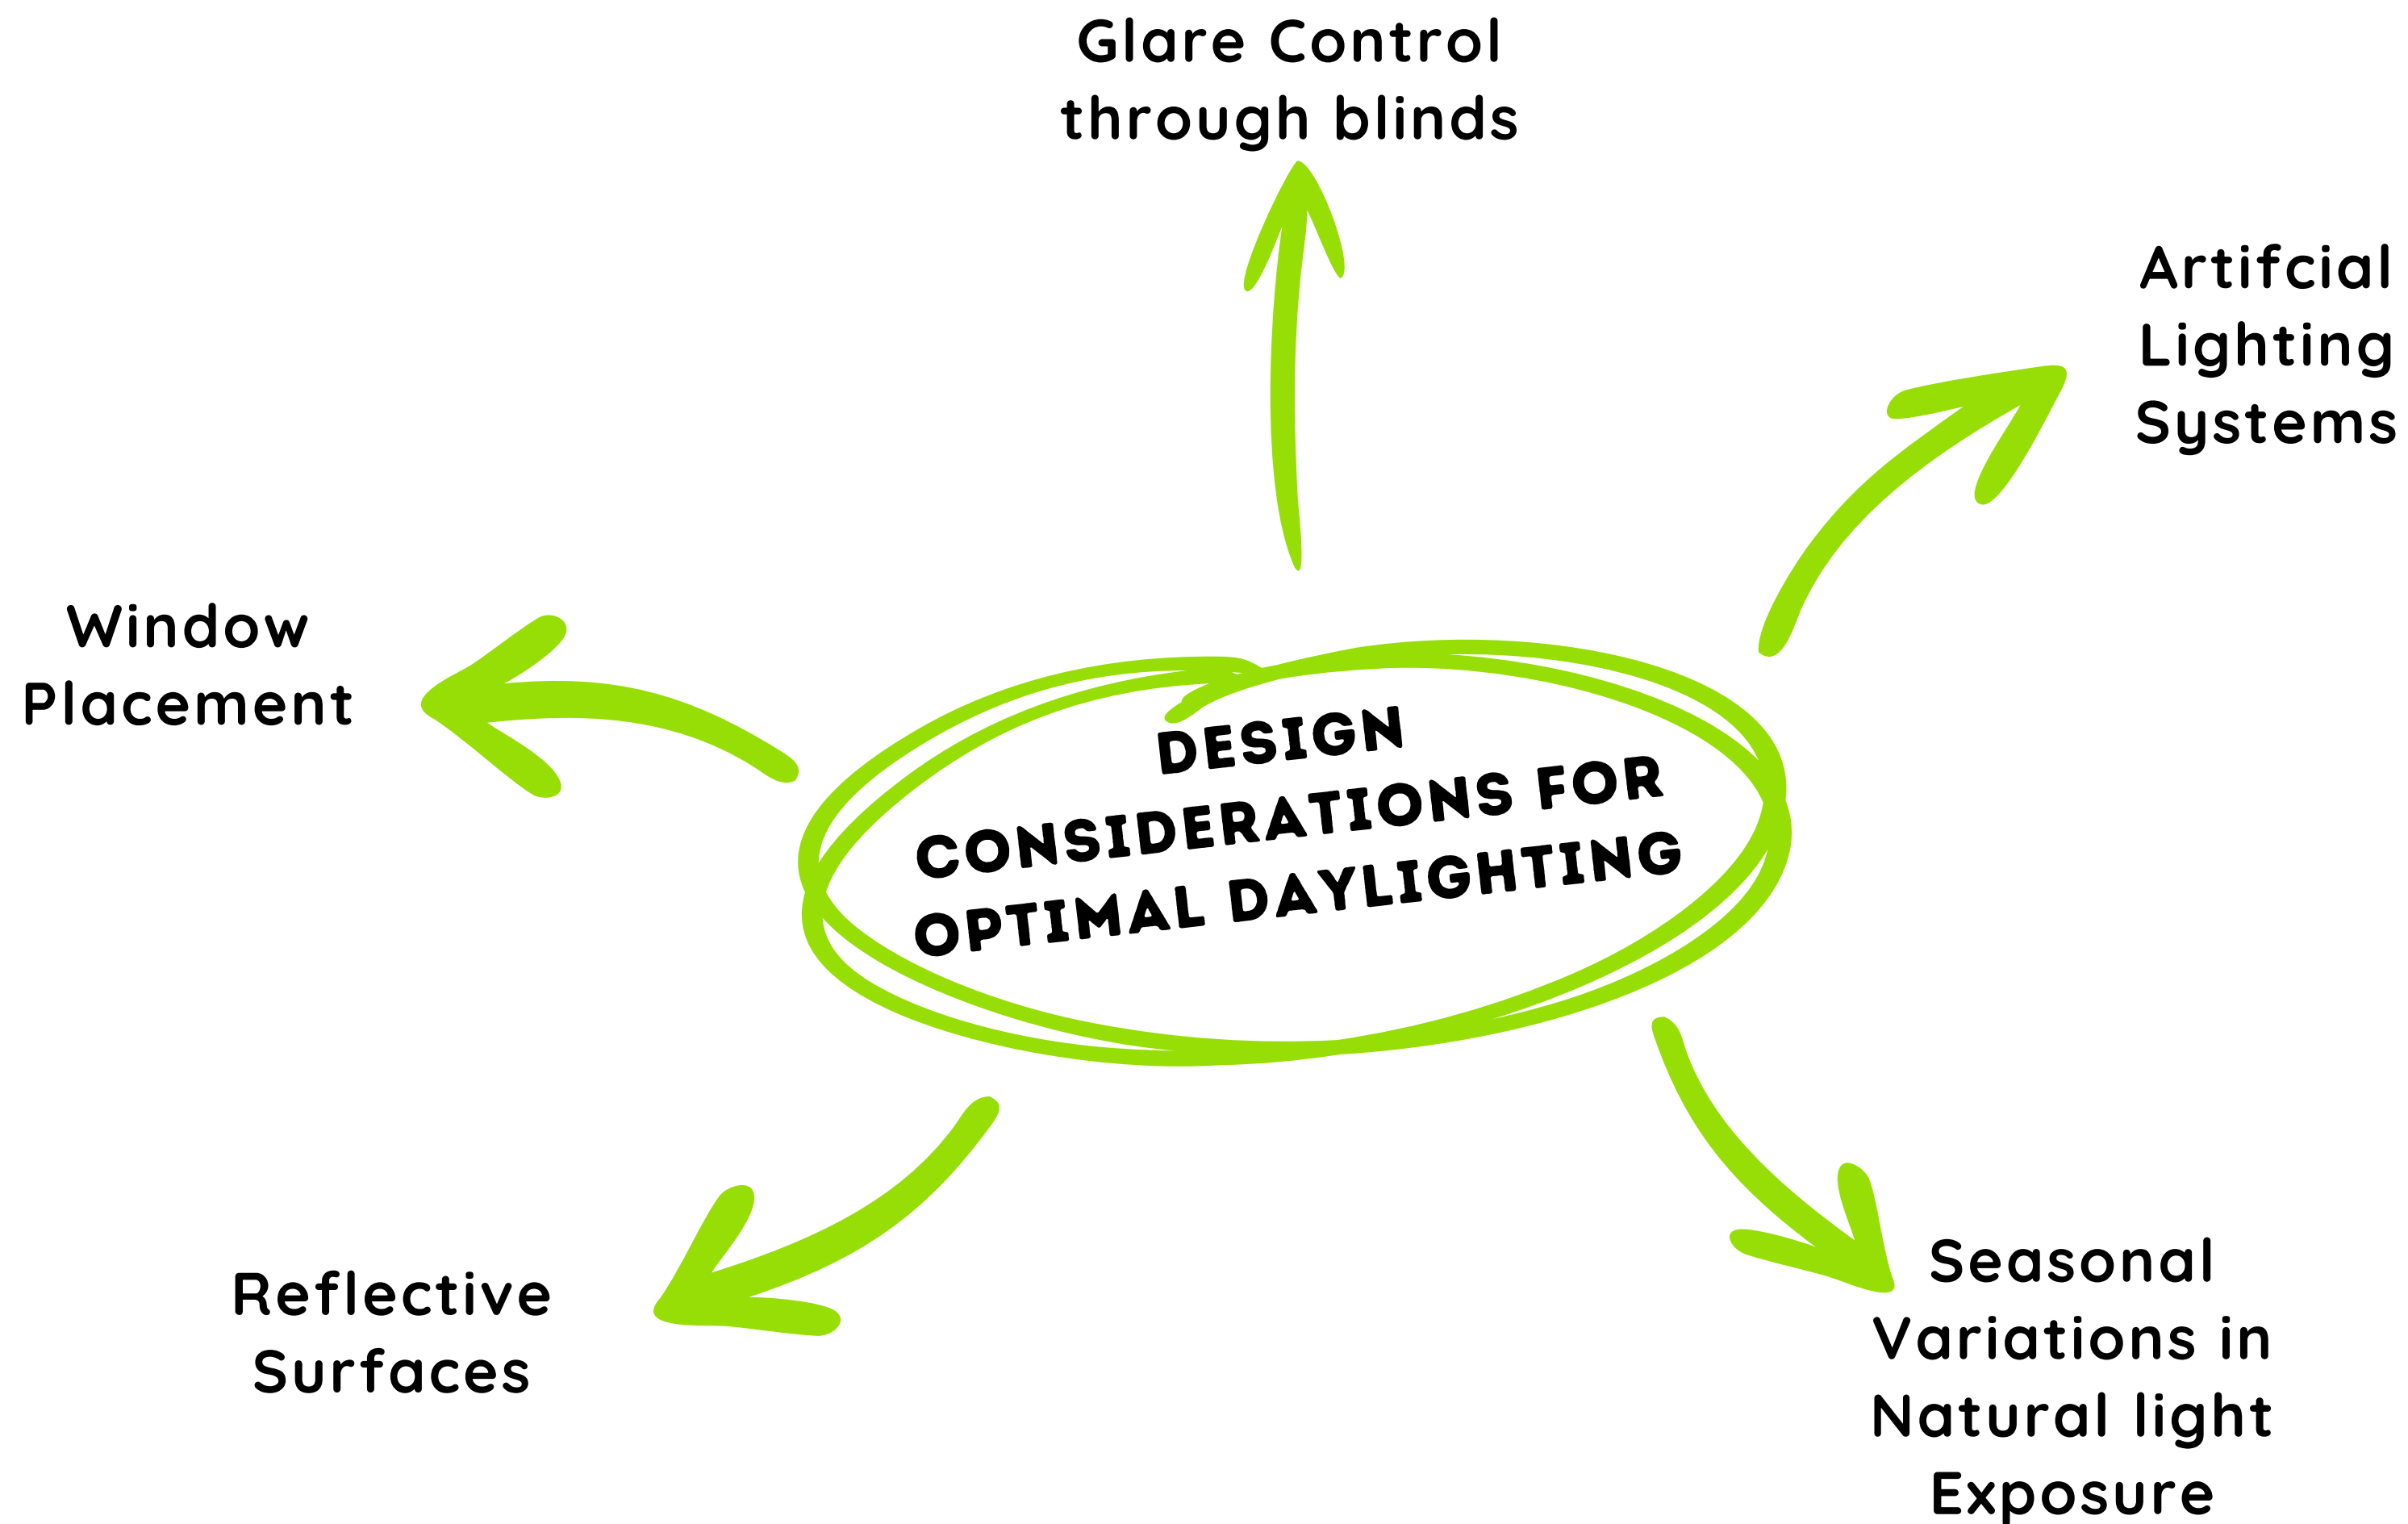 Glare Control
through blinds
Artifcial
Lighting
Systems
Window
Placement
DESIGN
CONSIDERATIONS FOR
OPTIMAL DAYLIGHTING
Reflective
Surfaces
Seasonal
Variations in
Natural light
Exposure